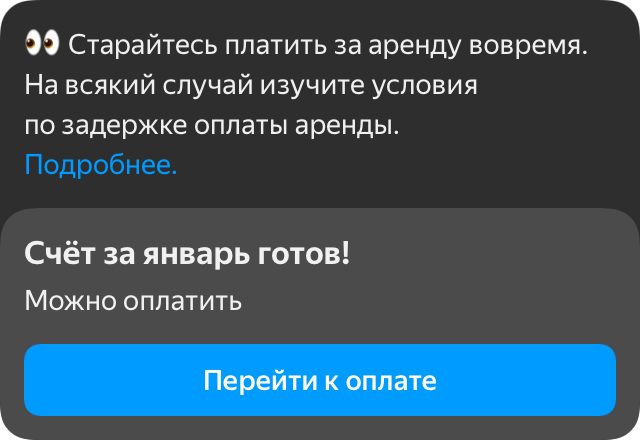 👀 Старайтесь платить за аренду вовремя.
На всякий случай изучите условия
по задержке оплаты аренды.
Подробнее.
Счёт за январь готов!
Можно оплатить
Перейти к оплате